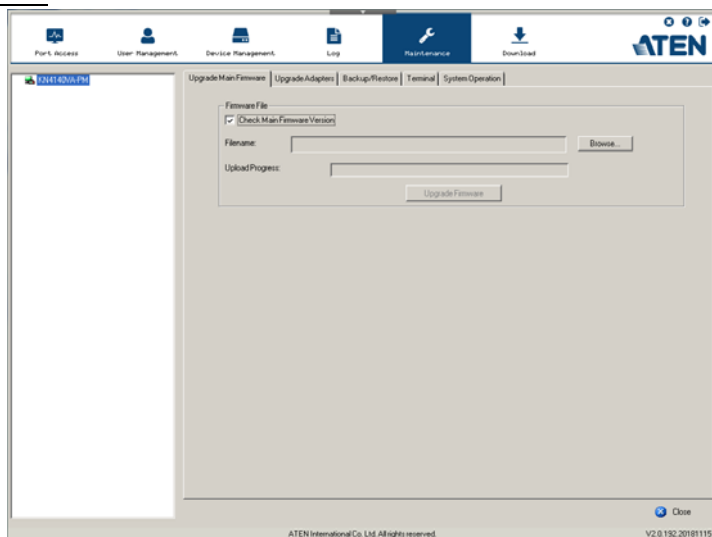 Port Access
User Management
Device Management
Log
Maintenance
Download
ATEN
KN4140VA-PM
Upgrade Main Firmware
Upgrade Adapters
Backup/Restore
Terminal
System Operation
Firmware File
Check Main Firmware Version
Filename:
Browse...
Upload Progress:
Upgrade Firmware
Close
ATEN International Co. Ltd. All rights reserved.
V2.0.192.20181115